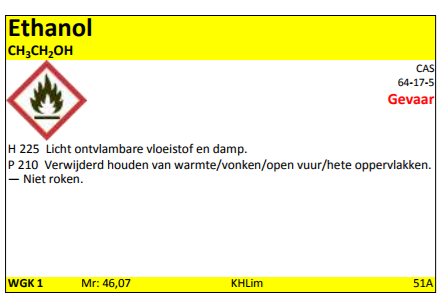 Ethanol
CH₃CH₂OH
CAS
64-17-5
Gevaar
H 225 Licht ontvlambare vloeistof en damp.
P 210 Verwijderd houden van warmte/vonken/open vuur/hete oppervlakken.
— Niet roken.
WGK 1 Mr: 46,07 KHLim 51A